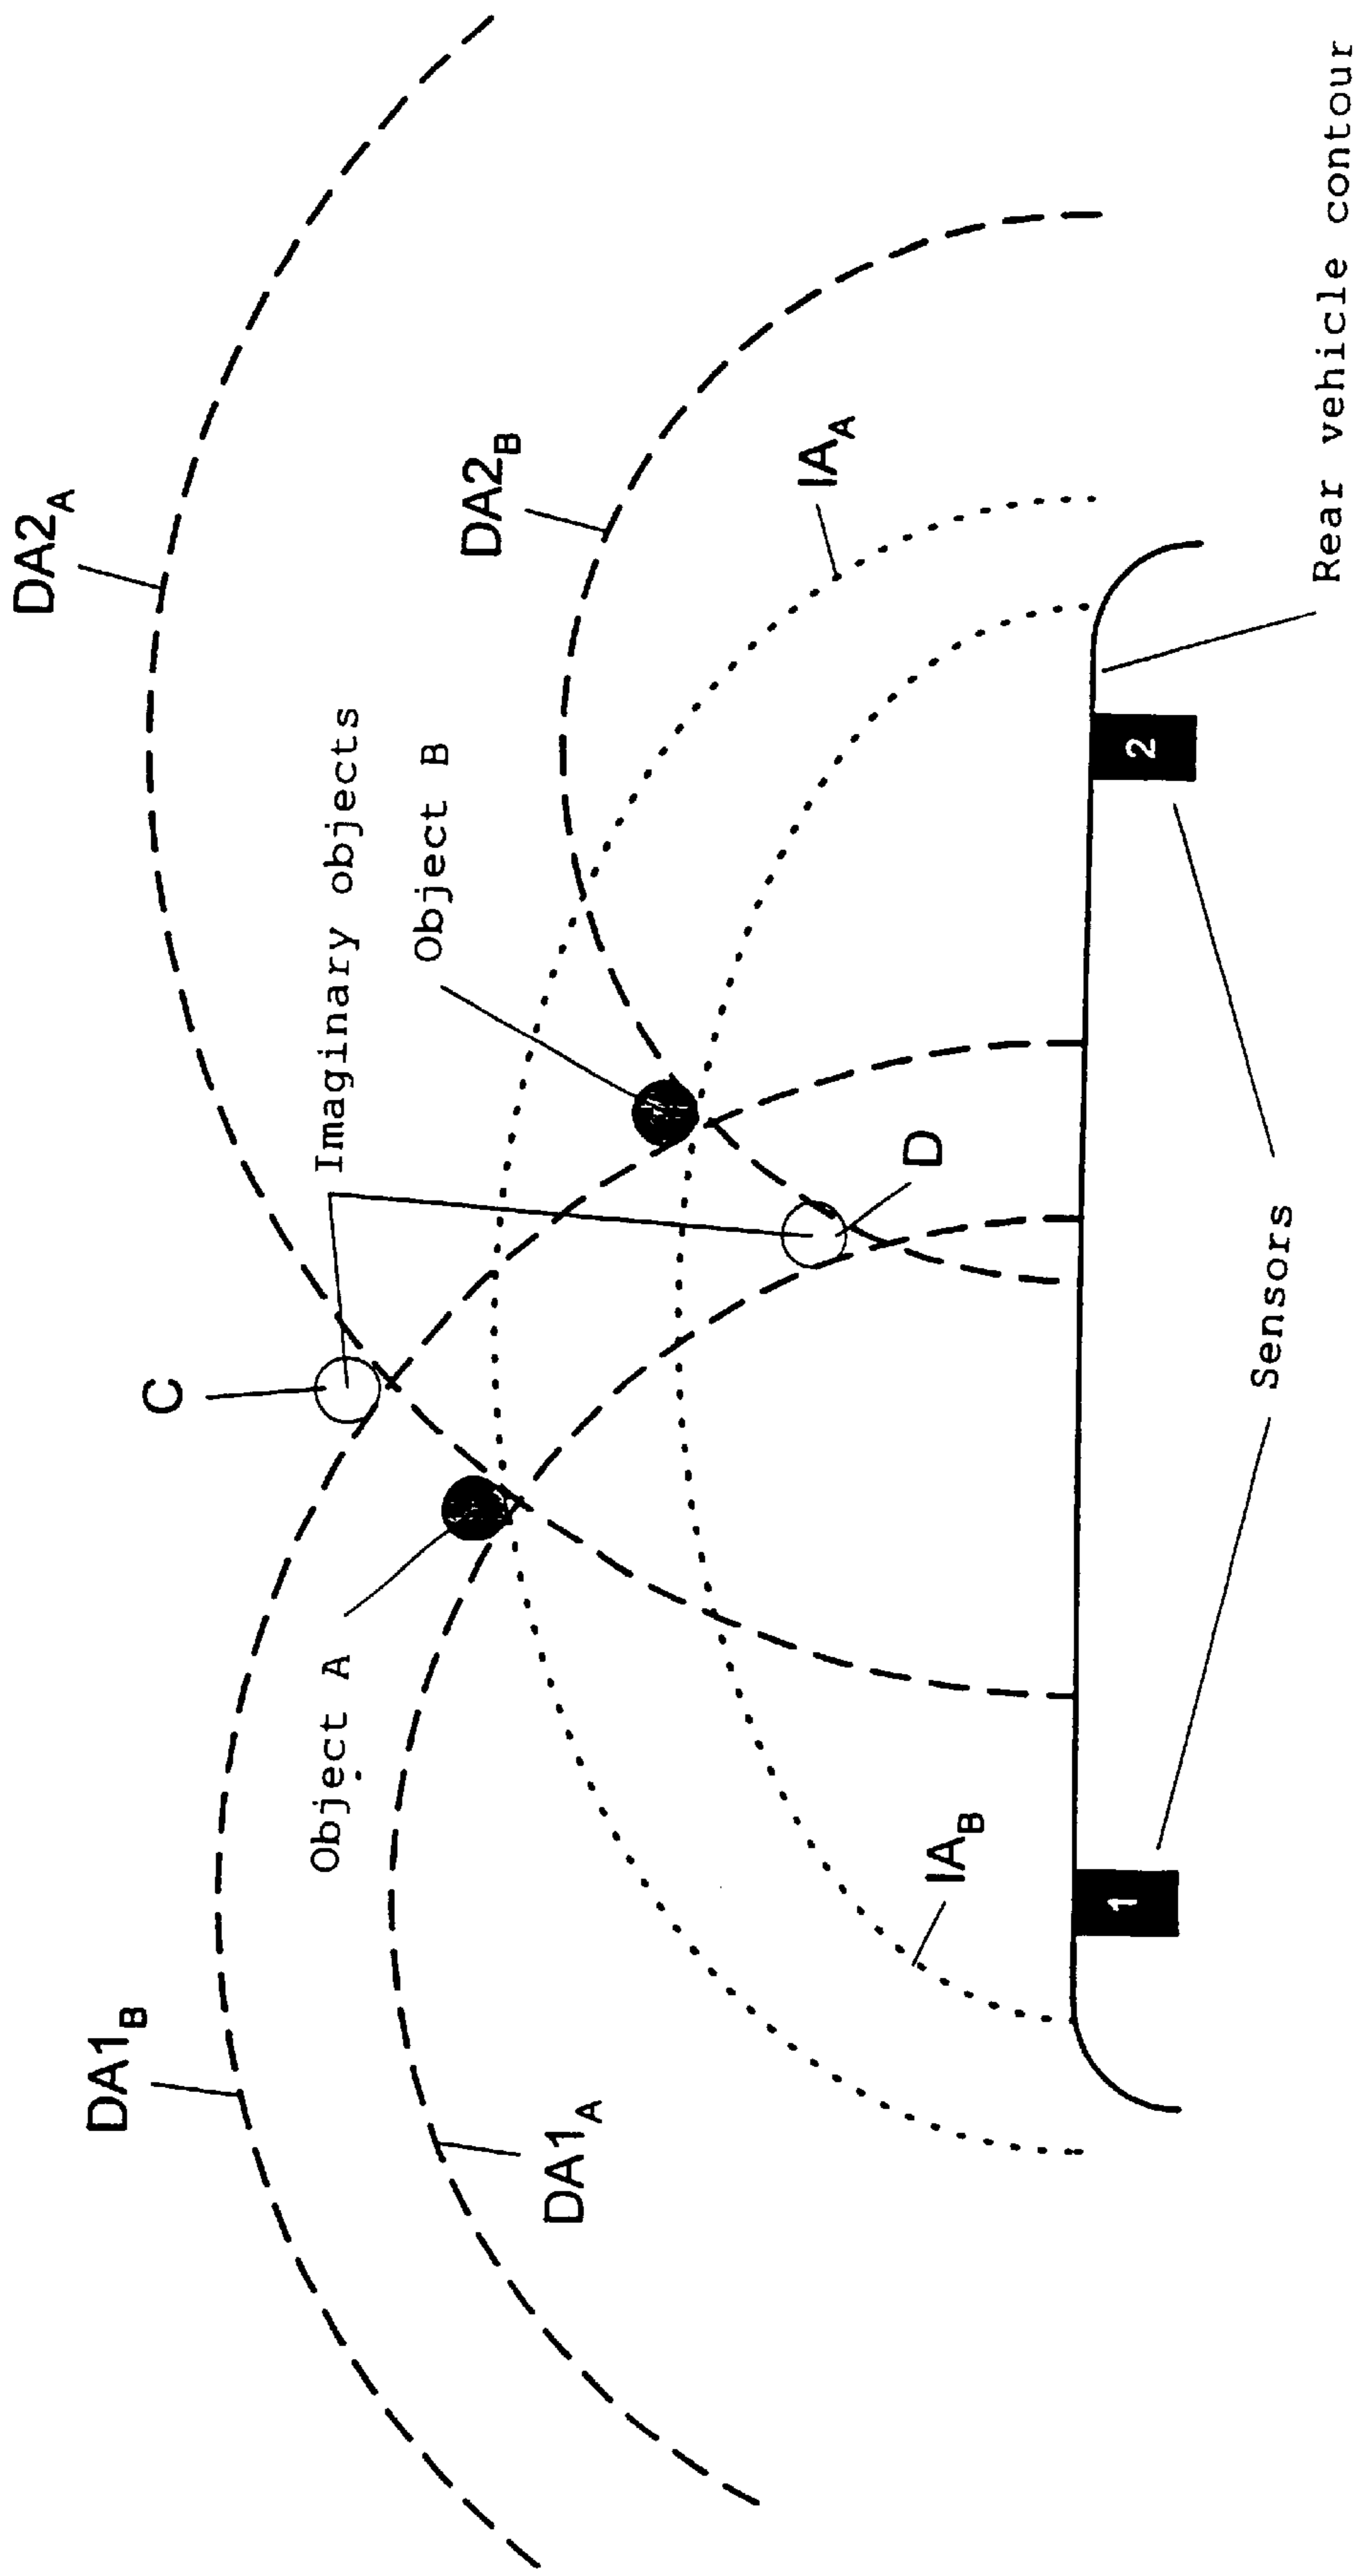 DA2A
DA1B
C
Imaginary objects
Object A
Object B
DA2B
DA1A
IAA
D
IAB
1
2
Sensors
Rear vehicle contour